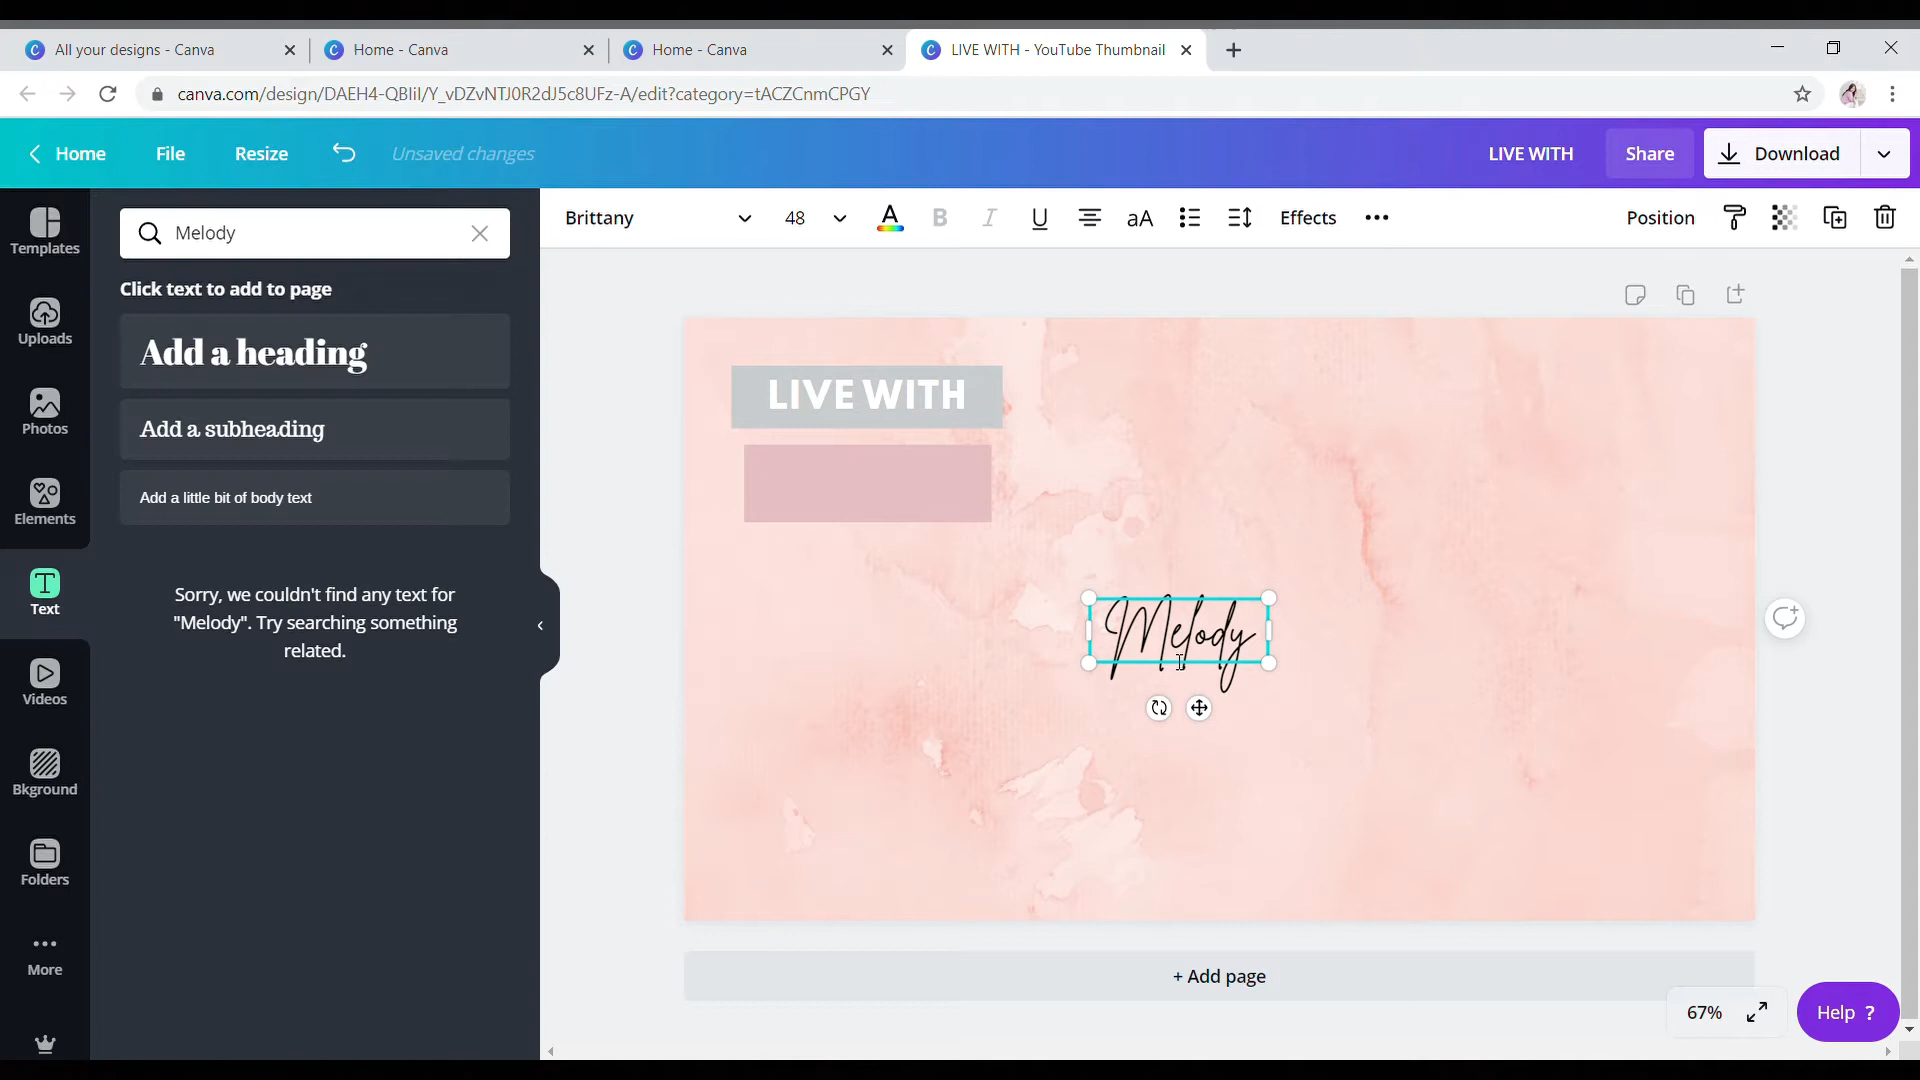 All your designs - Canva
Home - Canva
Home - Canva
LIVE WITH - YouTube Thumbnail
canva.com/design/DAEH4-QBliI/Y_vDZvNTJ0R2dJ5c8UFz-A/edit?category=tACZCnmCPGY
Home File Resize Unsaved changes LIVE WITH Share Download
Templates
Uploads
Photos
Elements
Text
Videos
Bkground
Folders
More
Melody
Click text to add to page
Add a heading
Add a subheading
Add a little bit of body text
Sorry, we couldn't find any text for
"Melody". Try searching something
related.
Brittany 48 A B I U aA Effects Position
LIVE WITH
Melody
+ Add page
67%
Help ?